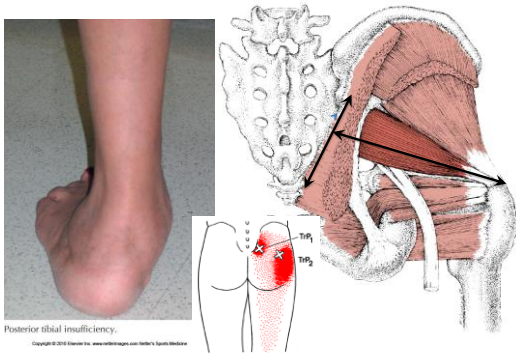 TrP1
TrP2
Posterior tibial insufficiency.
Copyright © 2010 Elsevier Inc. www.netterimages.com Netter's Sports Medicine